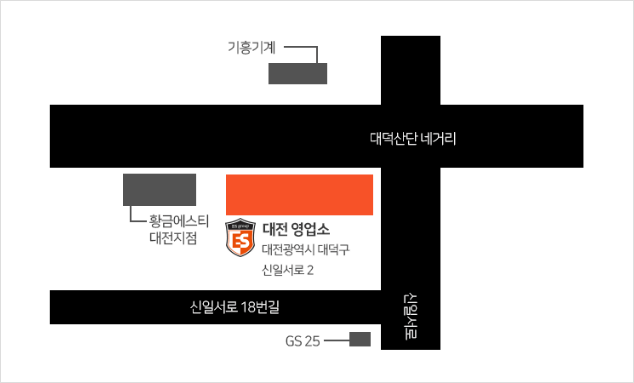 기흥기계
대덕산단 네거리
황금에스티
대전지점
ES group
ES
대전 영업소
대전광역시 대덕구
신일서로 2
신일서로 18번길
신일서로
GS 25